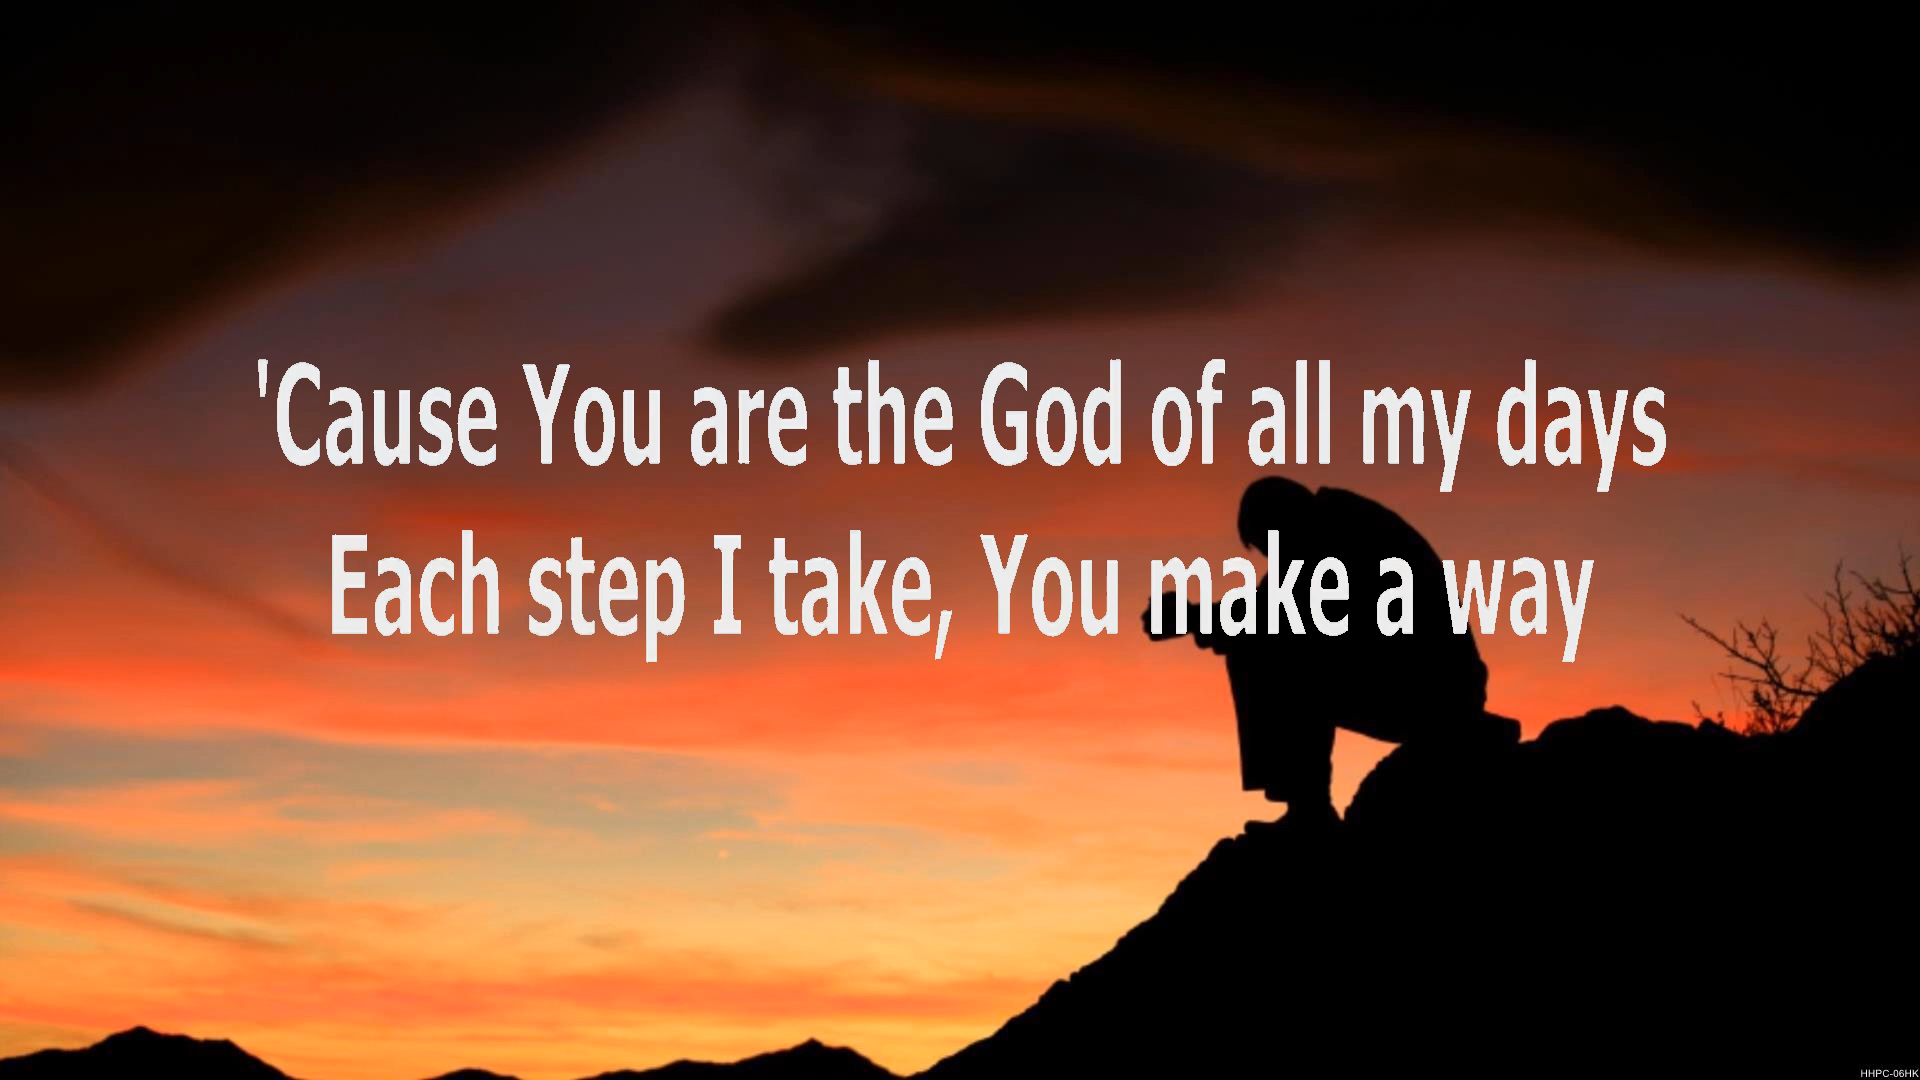 'Cause You are the God of all my days
Each step I take, You make a way
HHPC-06HK